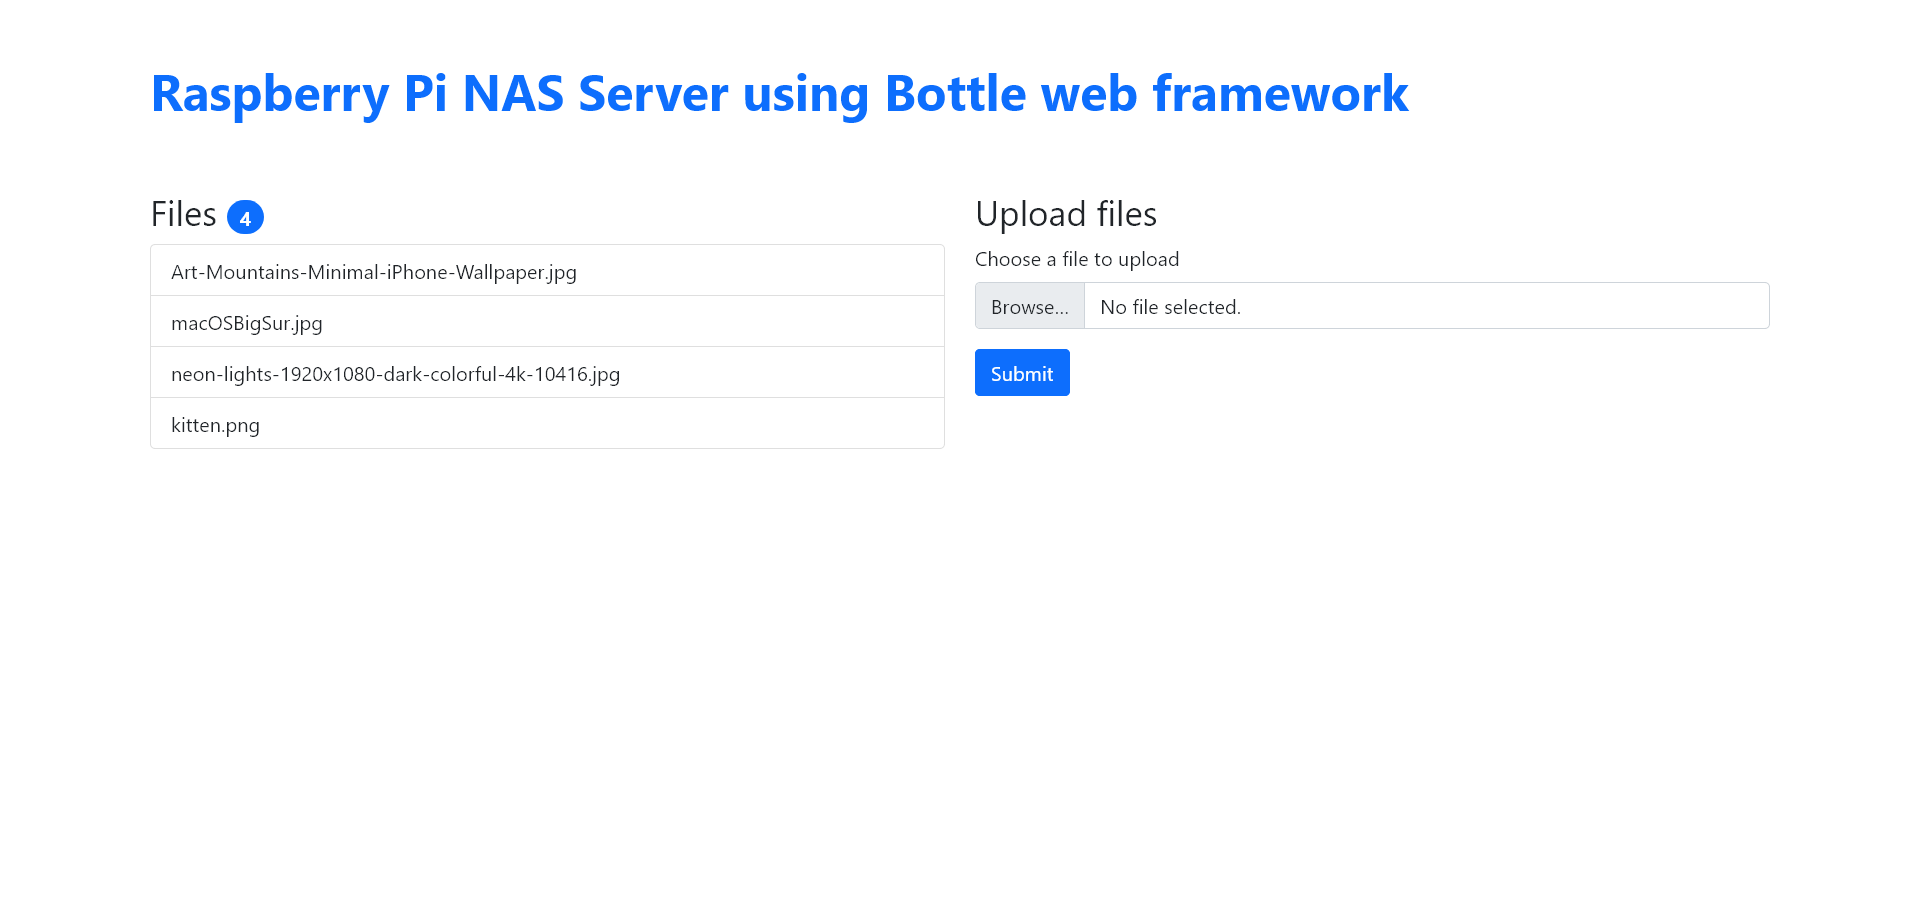 Raspberry Pi NAS Server using Bottle web framework
Files 4
Art-Mountains-Minimal-iPhone-Wallpaper.jpg
macOSBigSur.jpg
neon-lights-1920x1080-dark-colorful-4k-10416.jpg
kitten.png
Upload files
Choose a file to upload
Browse... No file selected.
Submit